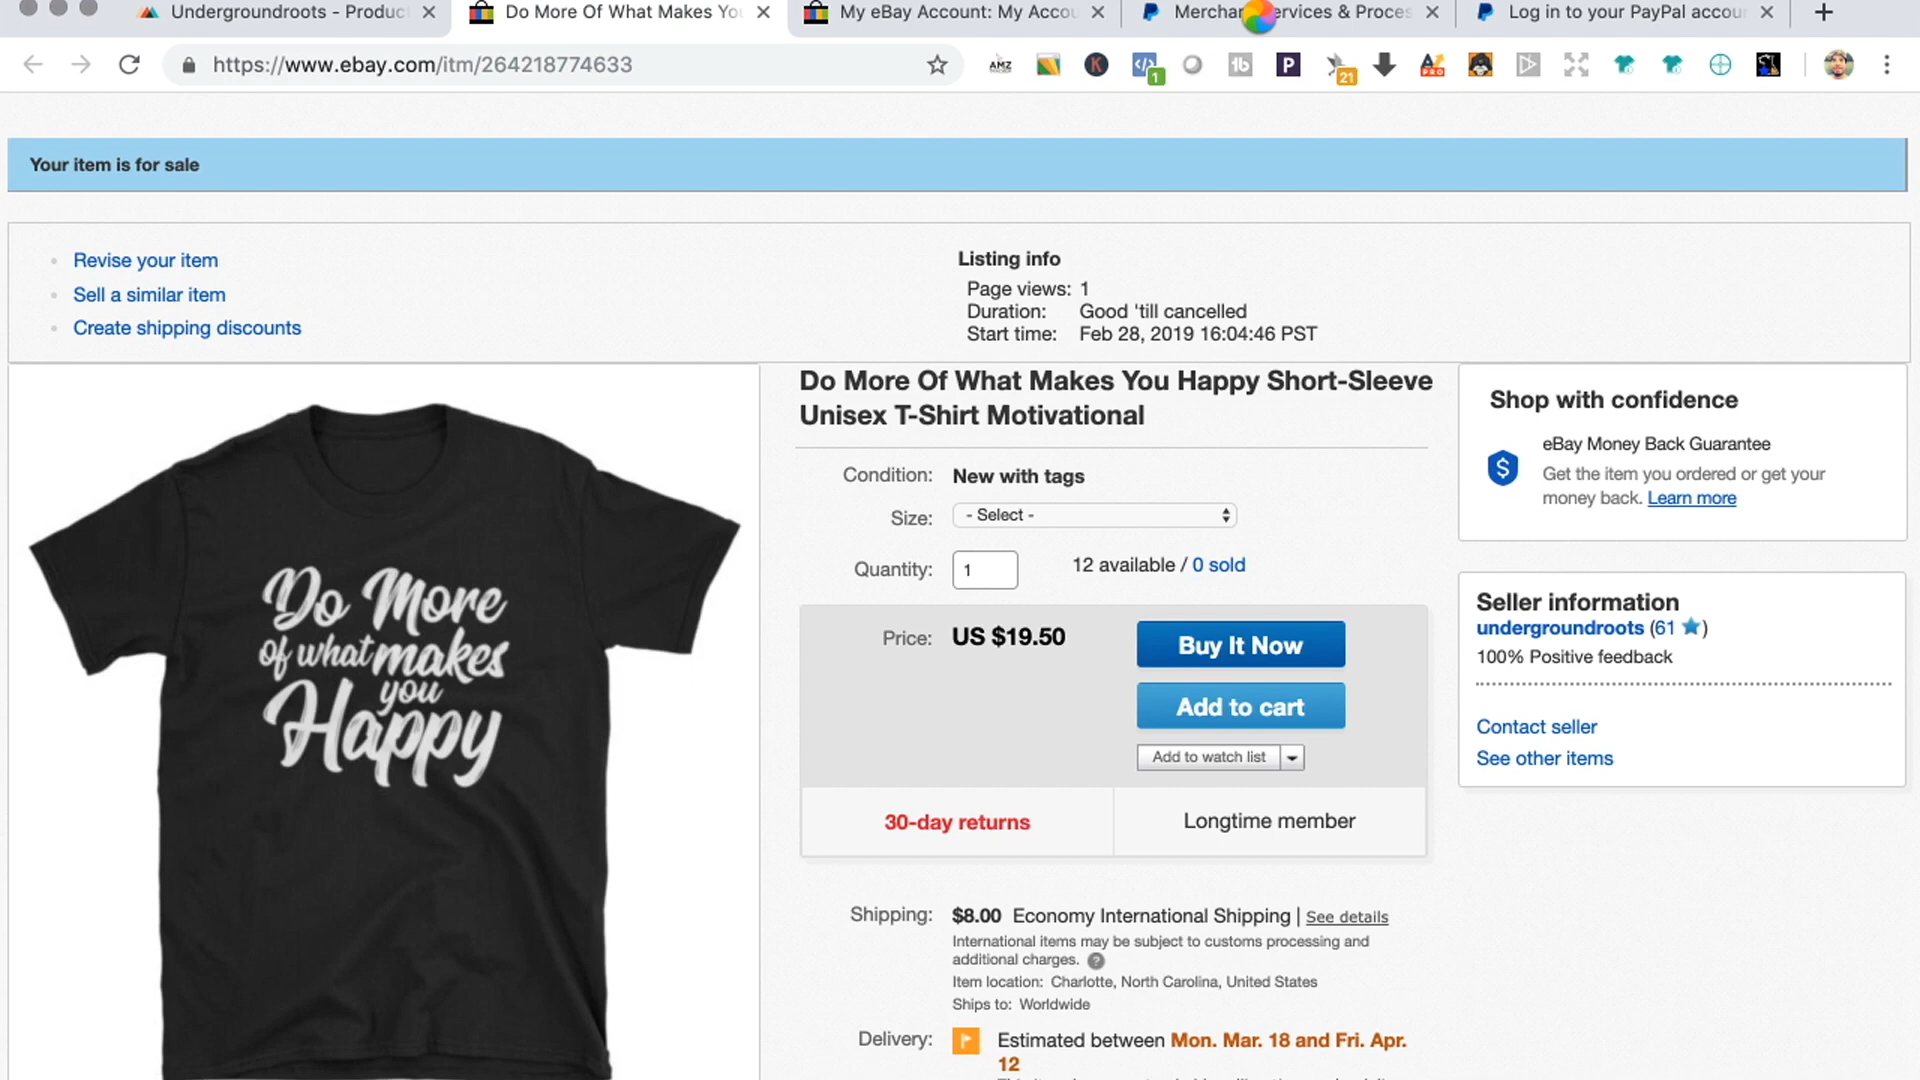 Undergroundroots - Produc
Do More Of What Makes Yo
My eBay Account: My Accou
Merchan ervices & Proces
Log in to your PayPal accou
https://www.ebay.com/itm/264218774633
AMZ
K
</>
1
1b
P
21
PRO
Your item is for sale
Revise your item
Sell a similar item
Create shipping discounts
Listing info
Page views: 1
Duration: Good 'till cancelled
Start time: Feb 28, 2019 16:04:46 PST
Do More
of what makes
you
Happy
Do More Of What Makes You Happy Short-Sleeve
Unisex T-Shirt Motivational
Condition: New with tags
Size: - Select -
Quantity: 1 12 available / 0 sold
Price: US $19.50
Buy It Now
Add to cart
Add to watch list
30-day returns
Longtime member
Shipping: $8.00 Economy International Shipping | See details
International items may be subject to customs processing and
additional charges. ?
Item location: Charlotte, North Carolina, United States
Ships to: Worldwide
Delivery: Estimated between Mon. Mar. 18 and Fri. Apr.
12
Shop with confidence
eBay Money Back Guarantee
Get the item you ordered or get your
money back. Learn more
Seller information
undergroundroots (61 ★)
100% Positive feedback
Contact seller
See other items